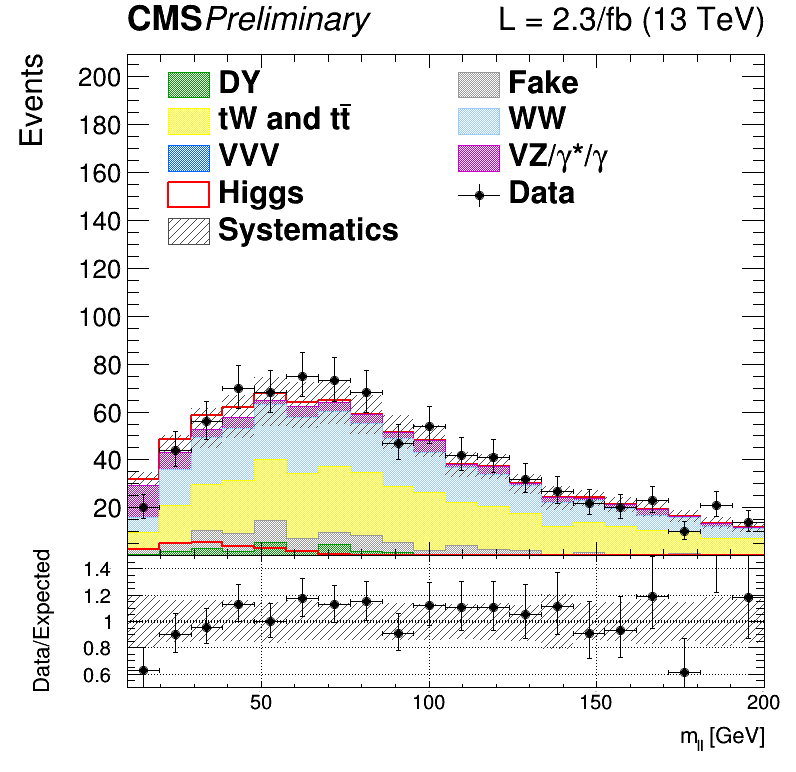 CMS Preliminary L = 2.3/fb (13 TeV)
Events
200
180
160
140
120
100
80
60
40
20
DY Fake
tW and tt̄ WW
VVV VZ/γ*/γ
Higgs Data
Systematics
Data/Expected
1.4
1.2
1
0.8
0.6
50 100 150 200
m_ll [GeV]